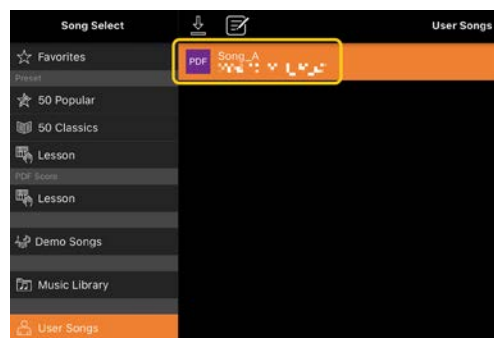 Song Select
User Songs
Favorites
PDF
Song_A
Preset
50 Popular
50 Classics
Lesson
PDF Score
Lesson
Demo Songs
Music Library
User Songs